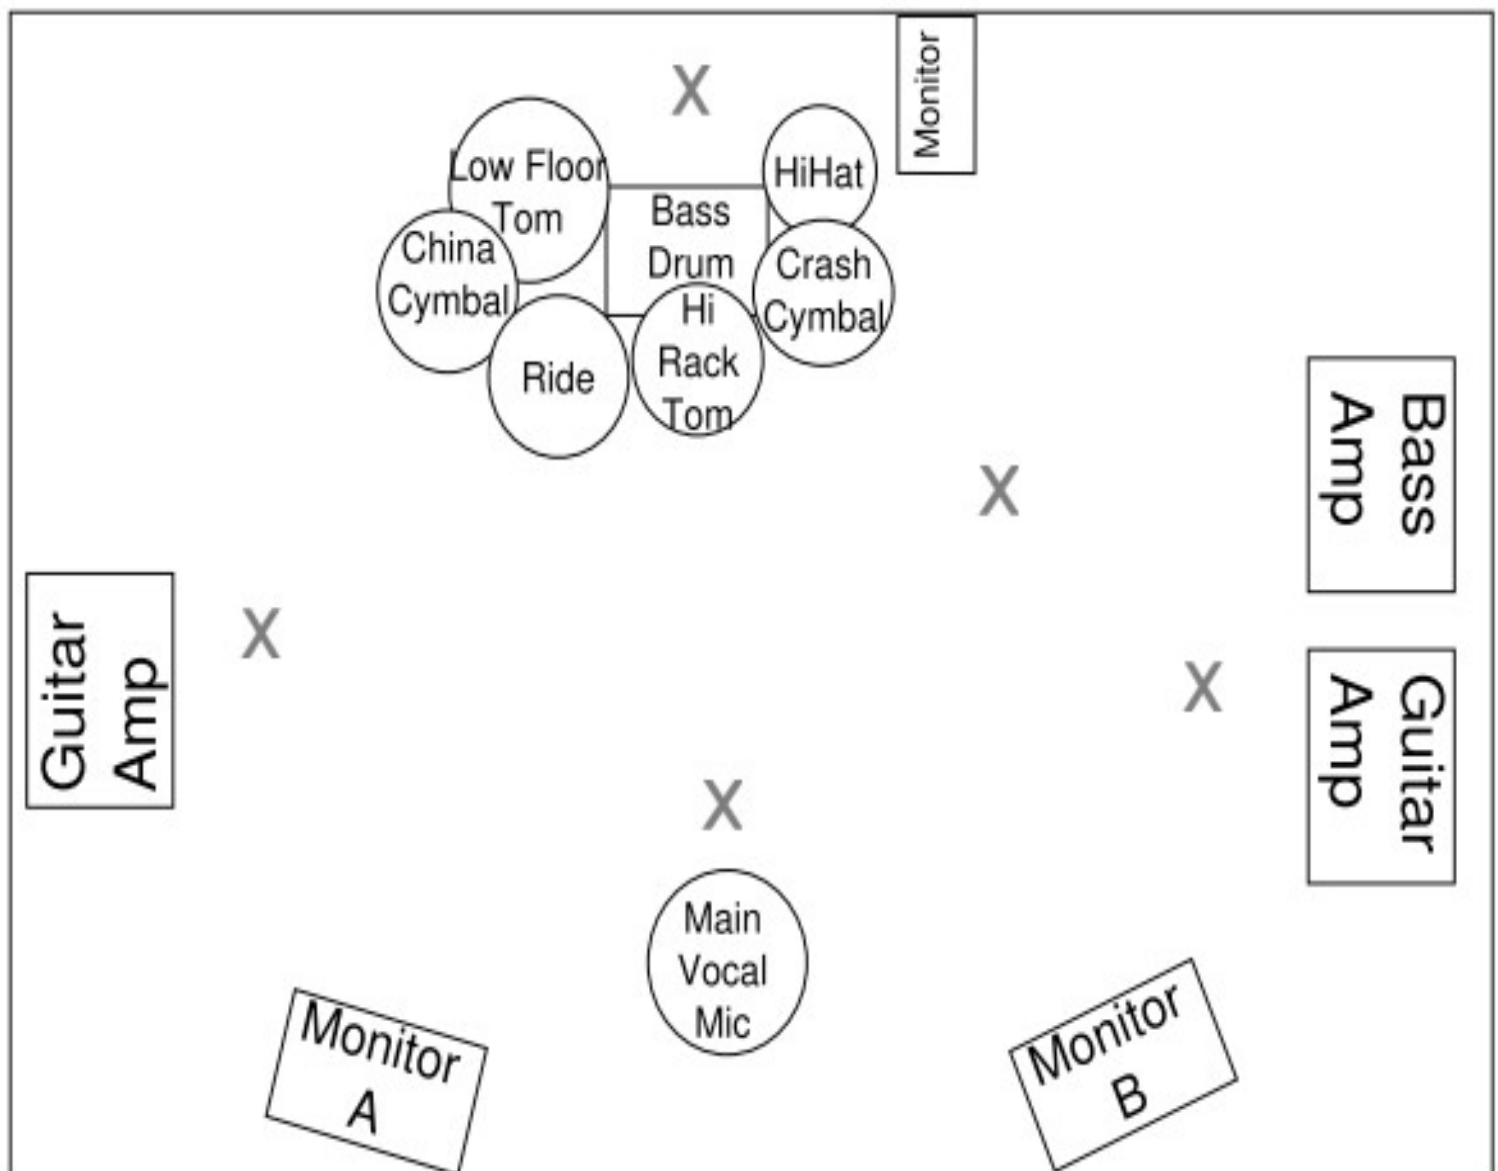 Monitor
X
Low Floor
Tom
HiHat
Bass
Drum
China
Cymbal
Crash
Cymbal
Hi
Rack
Tom
Ride
Bass
Amp
X
X
Guitar
Amp
X
Guitar
Amp
X
Main
Vocal
Mic
Monitor
A
Monitor
B